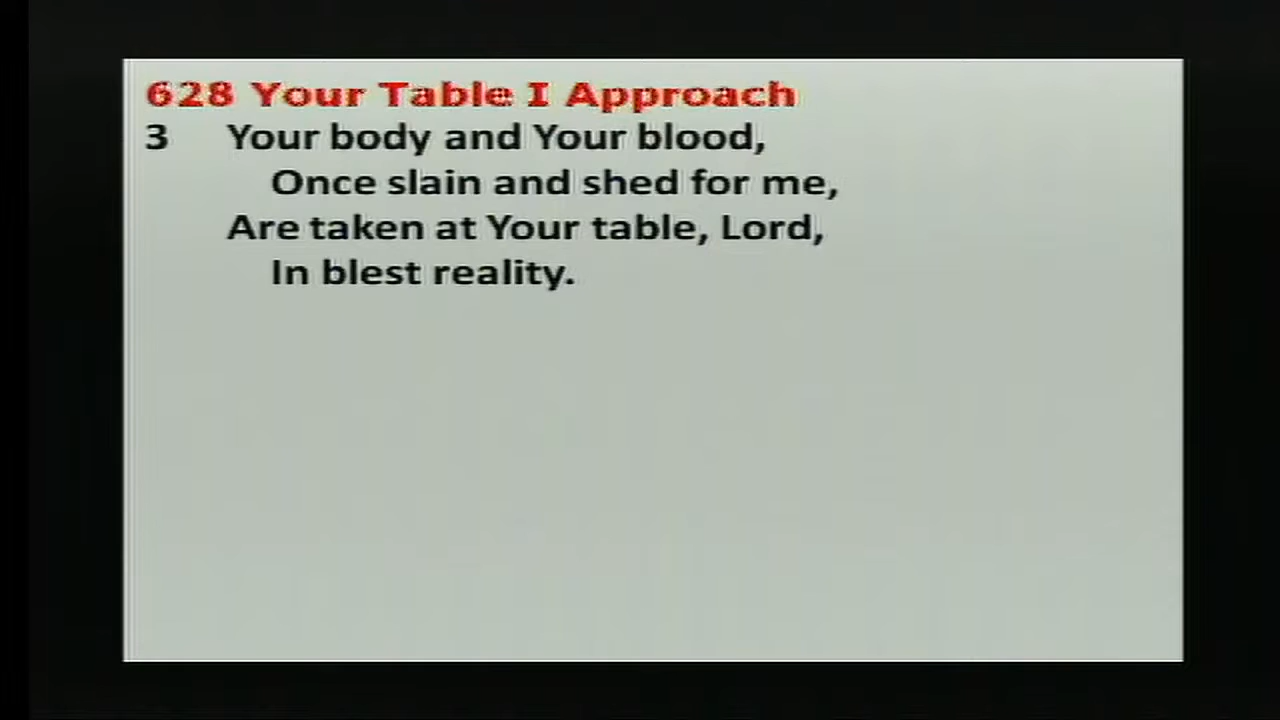 628 Your Table I Approach
3 Your body and Your blood,
Once slain and shed for me,
Are taken at Your table, Lord,
In blest reality.